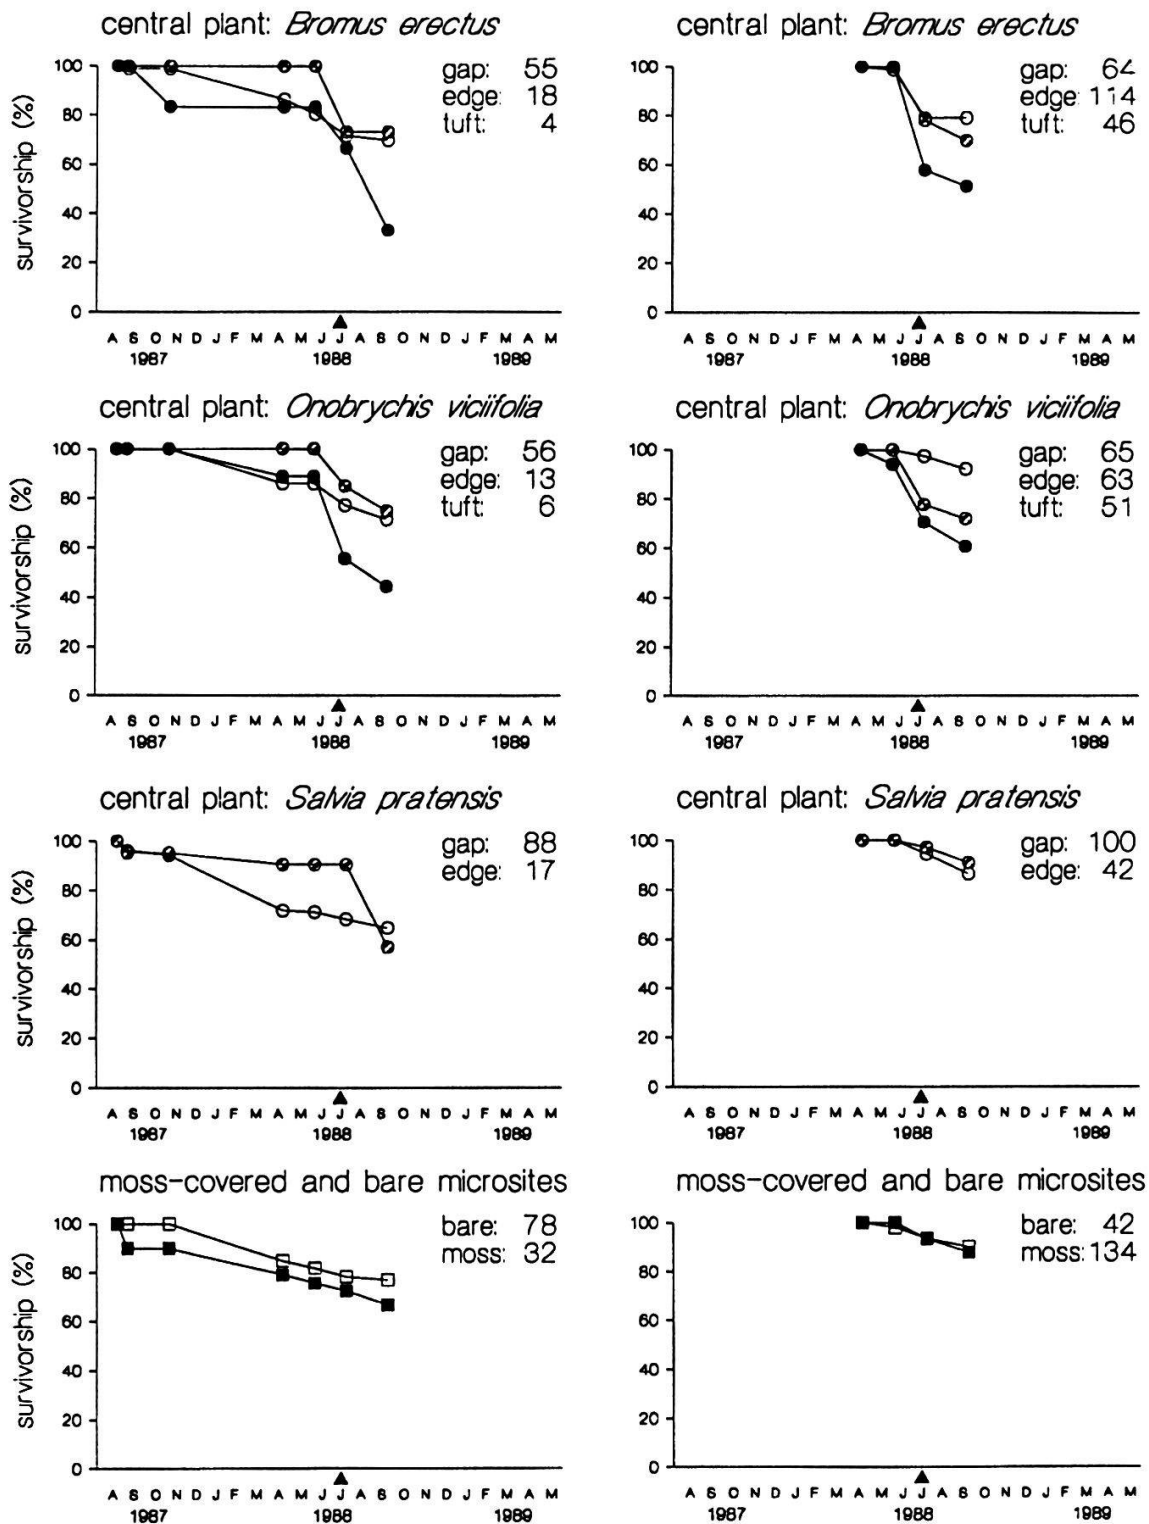 central plant: Bromus erectus
gap: 55
edge: 18
tuft: 4
survivorship (%)
100
80
60
40
20
0
A S O N D J F M A M J J A S O N D J F M A M
1987 1988 1989
central plant: Bromus erectus
gap: 64
edge: 114
tuft: 46
100
80
60
40
20
0
A S O N D J F M A M J J A S O N D J F M A M
1987 1988 1989
central plant: Onobrychis viciifolia
gap: 56
edge: 13
tuft: 6
survivorship (%)
100
80
60
40
20
0
A S O N D J F M A M J J A S O N D J F M A M
1987 1988 1989
central plant: Onobrychis viciifolia
gap: 65
edge: 63
tuft: 51
100
80
60
40
20
0
A S O N D J F M A M J J A S O N D J F M A M
1987 1988 1989
central plant: Salvia pratensis
gap: 88
edge: 17
survivorship (%)
100
80
60
40
20
0
A S O N D J F M A M J J A S O N D J F M A M
1987 1988 1989
central plant: Salvia pratensis
gap: 100
edge: 42
100
80
60
40
20
0
A S O N D J F M A M J J A S O N D J F M A M
1987 1988 1989
moss-covered and bare microsites
bare: 78
moss: 32
survivorship (%)
100
80
60
40
20
0
A S O N D J F M A M J J A S O N D J F M A M
1987 1988 1989
moss-covered and bare microsites
bare: 42
moss: 134
100
80
60
40
20
0
A S O N D J F M A M J J A S O N D J F M A M
1987 1988 1989